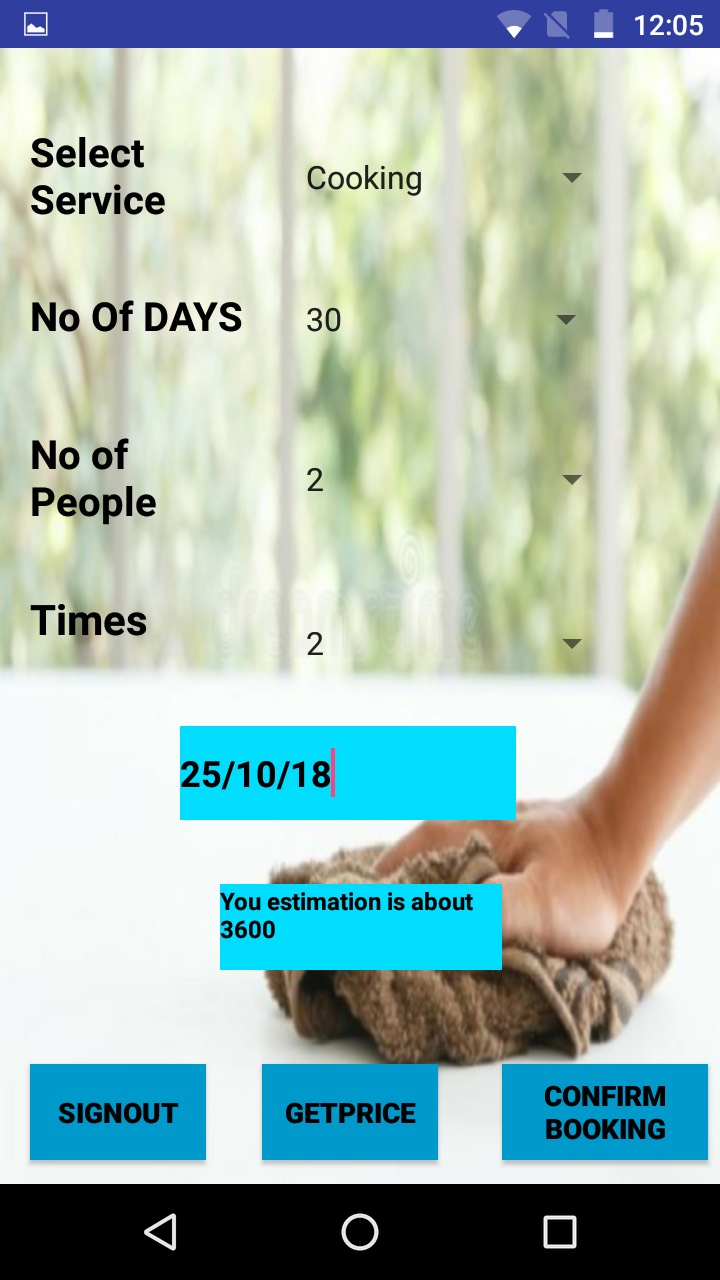 12:05
Select
Service
Cooking
No Of DAYS
30
No of
People
2
Times
2
dreamstime
25/10/18
You estimation is about
3600
SIGNOUT
GETPRICE
CONFIRM
BOOKING